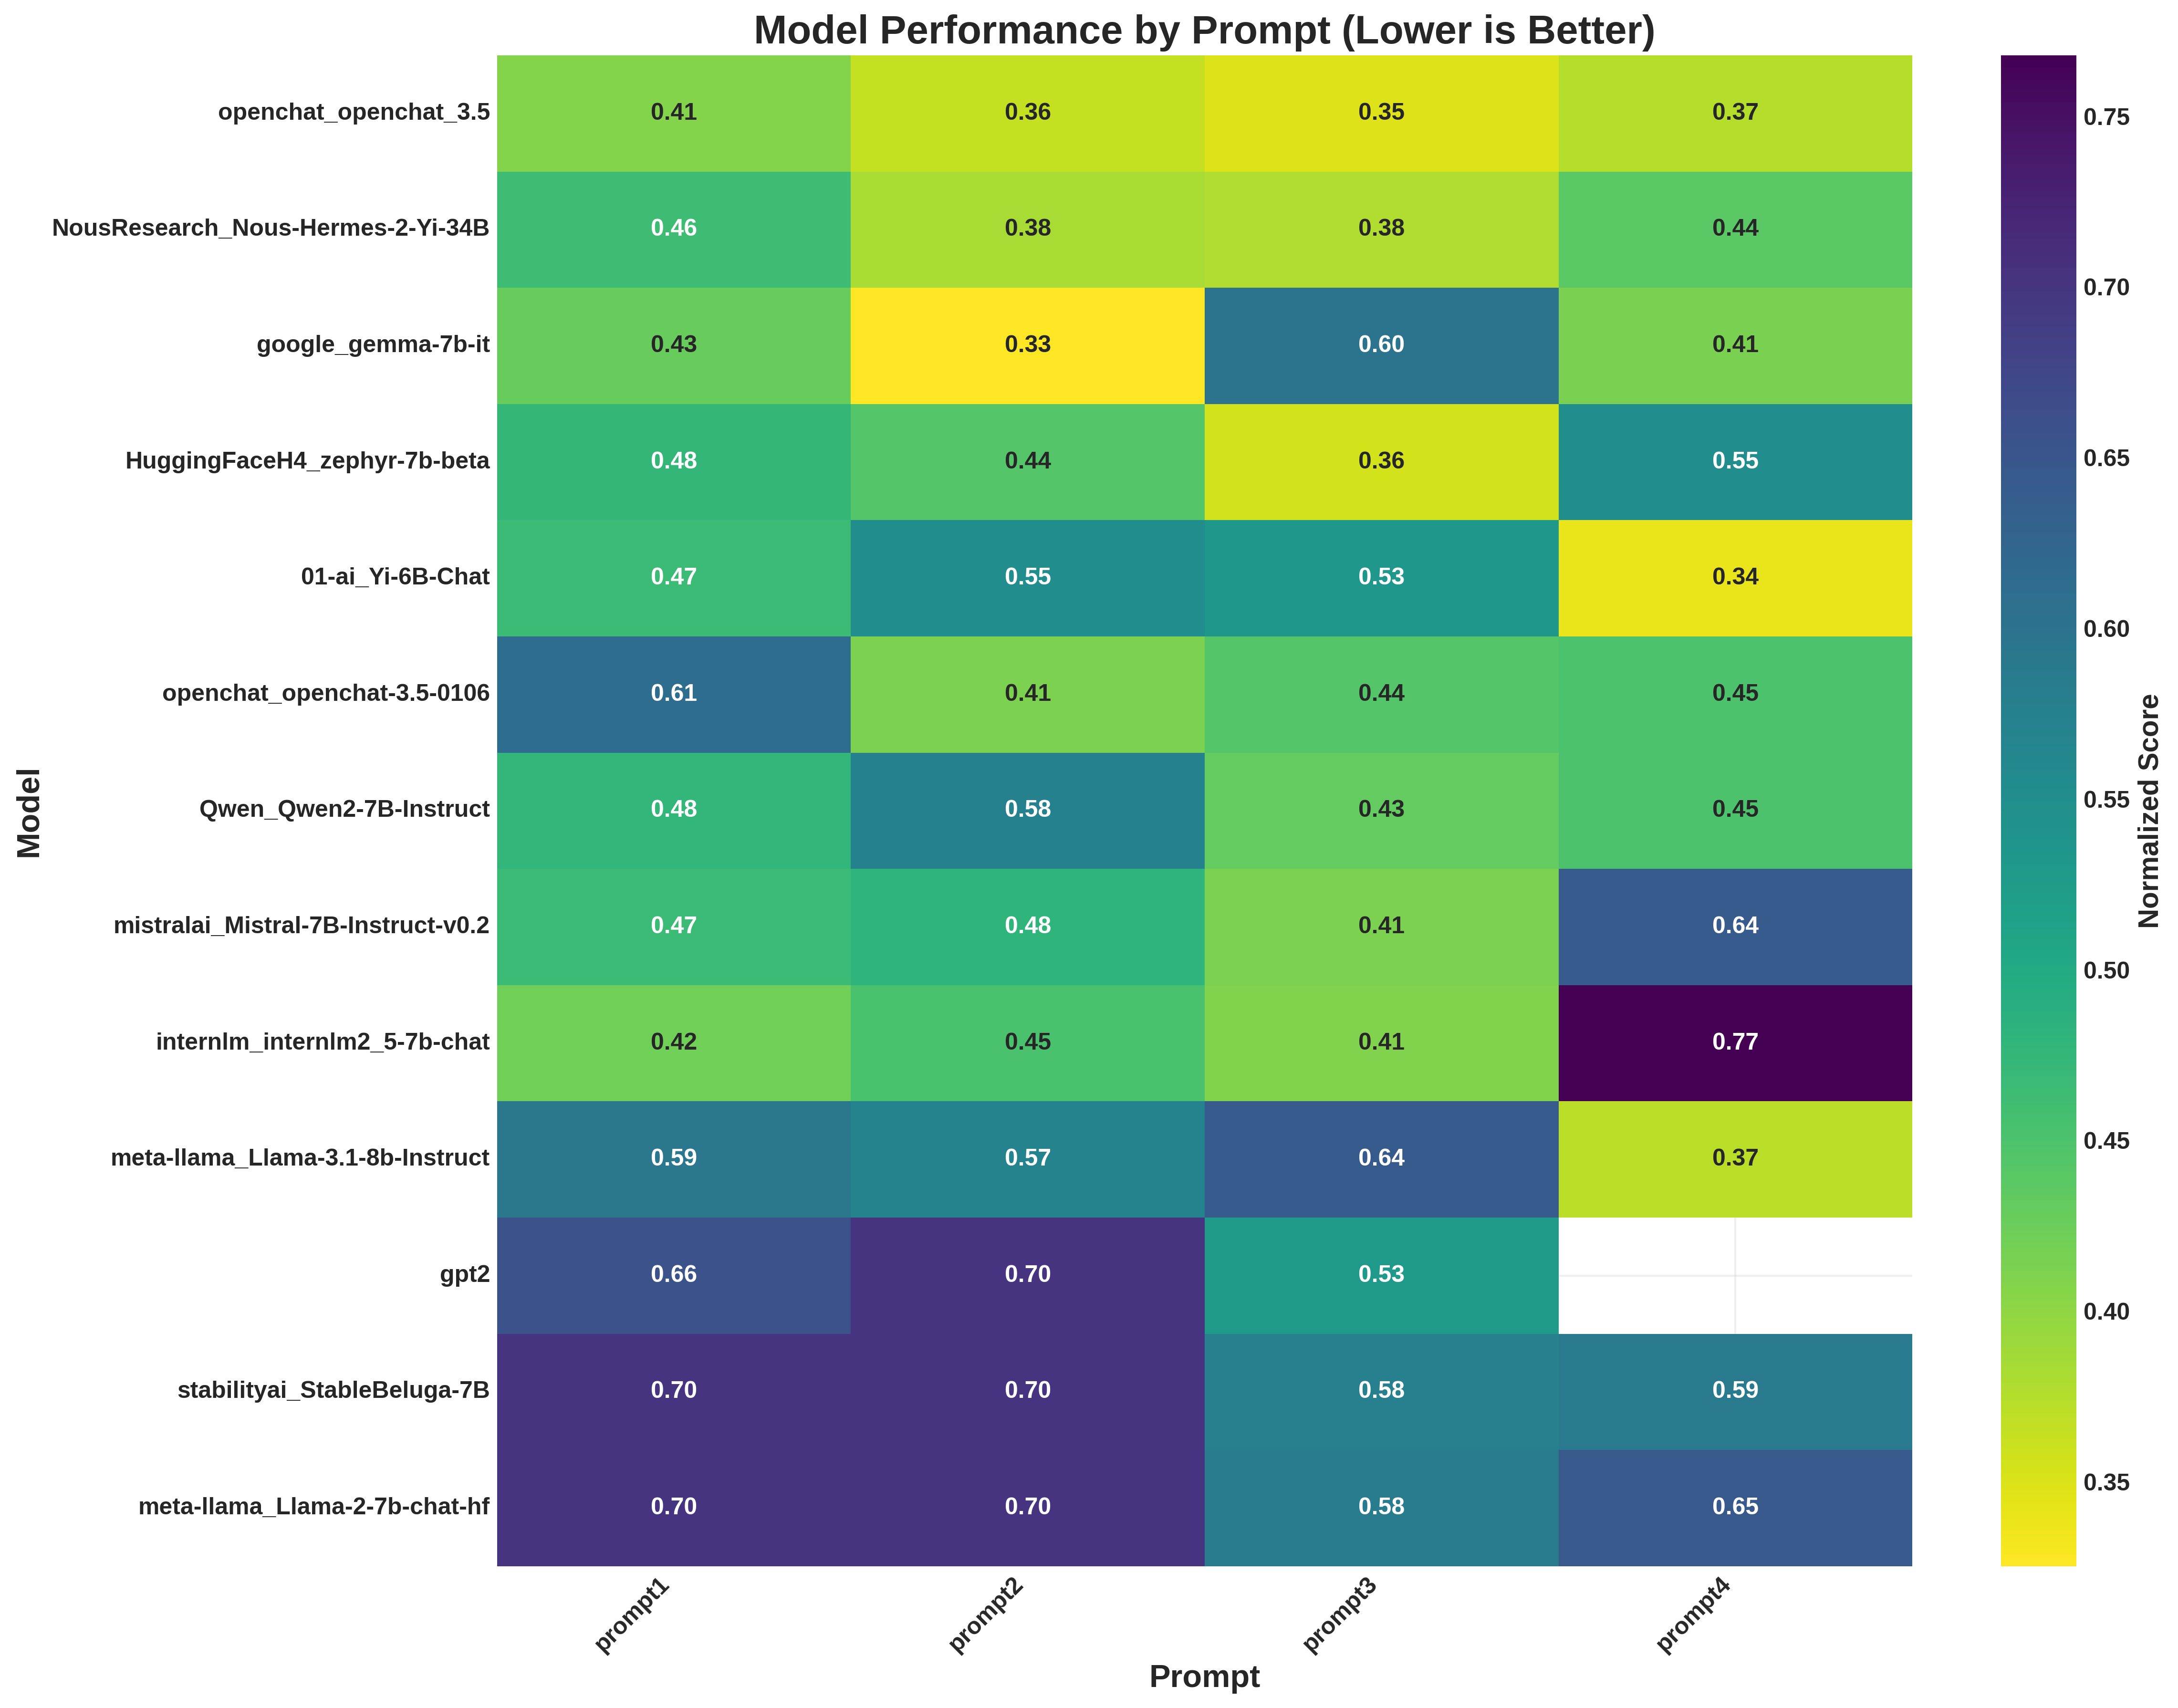 Model Performance by Prompt (Lower is Better)
openchat_openchat_3.5 0.41 0.36 0.35 0.37
NousResearch_Nous-Hermes-2-Yi-34B 0.46 0.38 0.38 0.44
google_gemma-7b-it 0.43 0.33 0.60 0.41
HuggingFaceH4_zephyr-7b-beta 0.48 0.44 0.36 0.55
01-ai_Yi-6B-Chat 0.47 0.55 0.53 0.34
openchat_openchat-3.5-0106 0.61 0.41 0.44 0.45
Qwen_Qwen2-7B-Instruct 0.48 0.58 0.43 0.45
mistralai_Mistral-7B-Instruct-v0.2 0.47 0.48 0.41 0.64
internlm_internlm2_5-7b-chat 0.42 0.45 0.41 0.77
meta-llama_Llama-3.1-8b-Instruct 0.59 0.57 0.64 0.37
gpt2 0.66 0.70 0.53
stabilityai_StableBeluga-7B 0.70 0.70 0.58 0.59
meta-llama_Llama-2-7b-chat-hf 0.70 0.70 0.58 0.65
prompt1 prompt2 prompt3 prompt4
Prompt
Model
0.75
0.70
0.65
0.60
0.55
0.50
0.45
0.40
0.35
Normalized Score